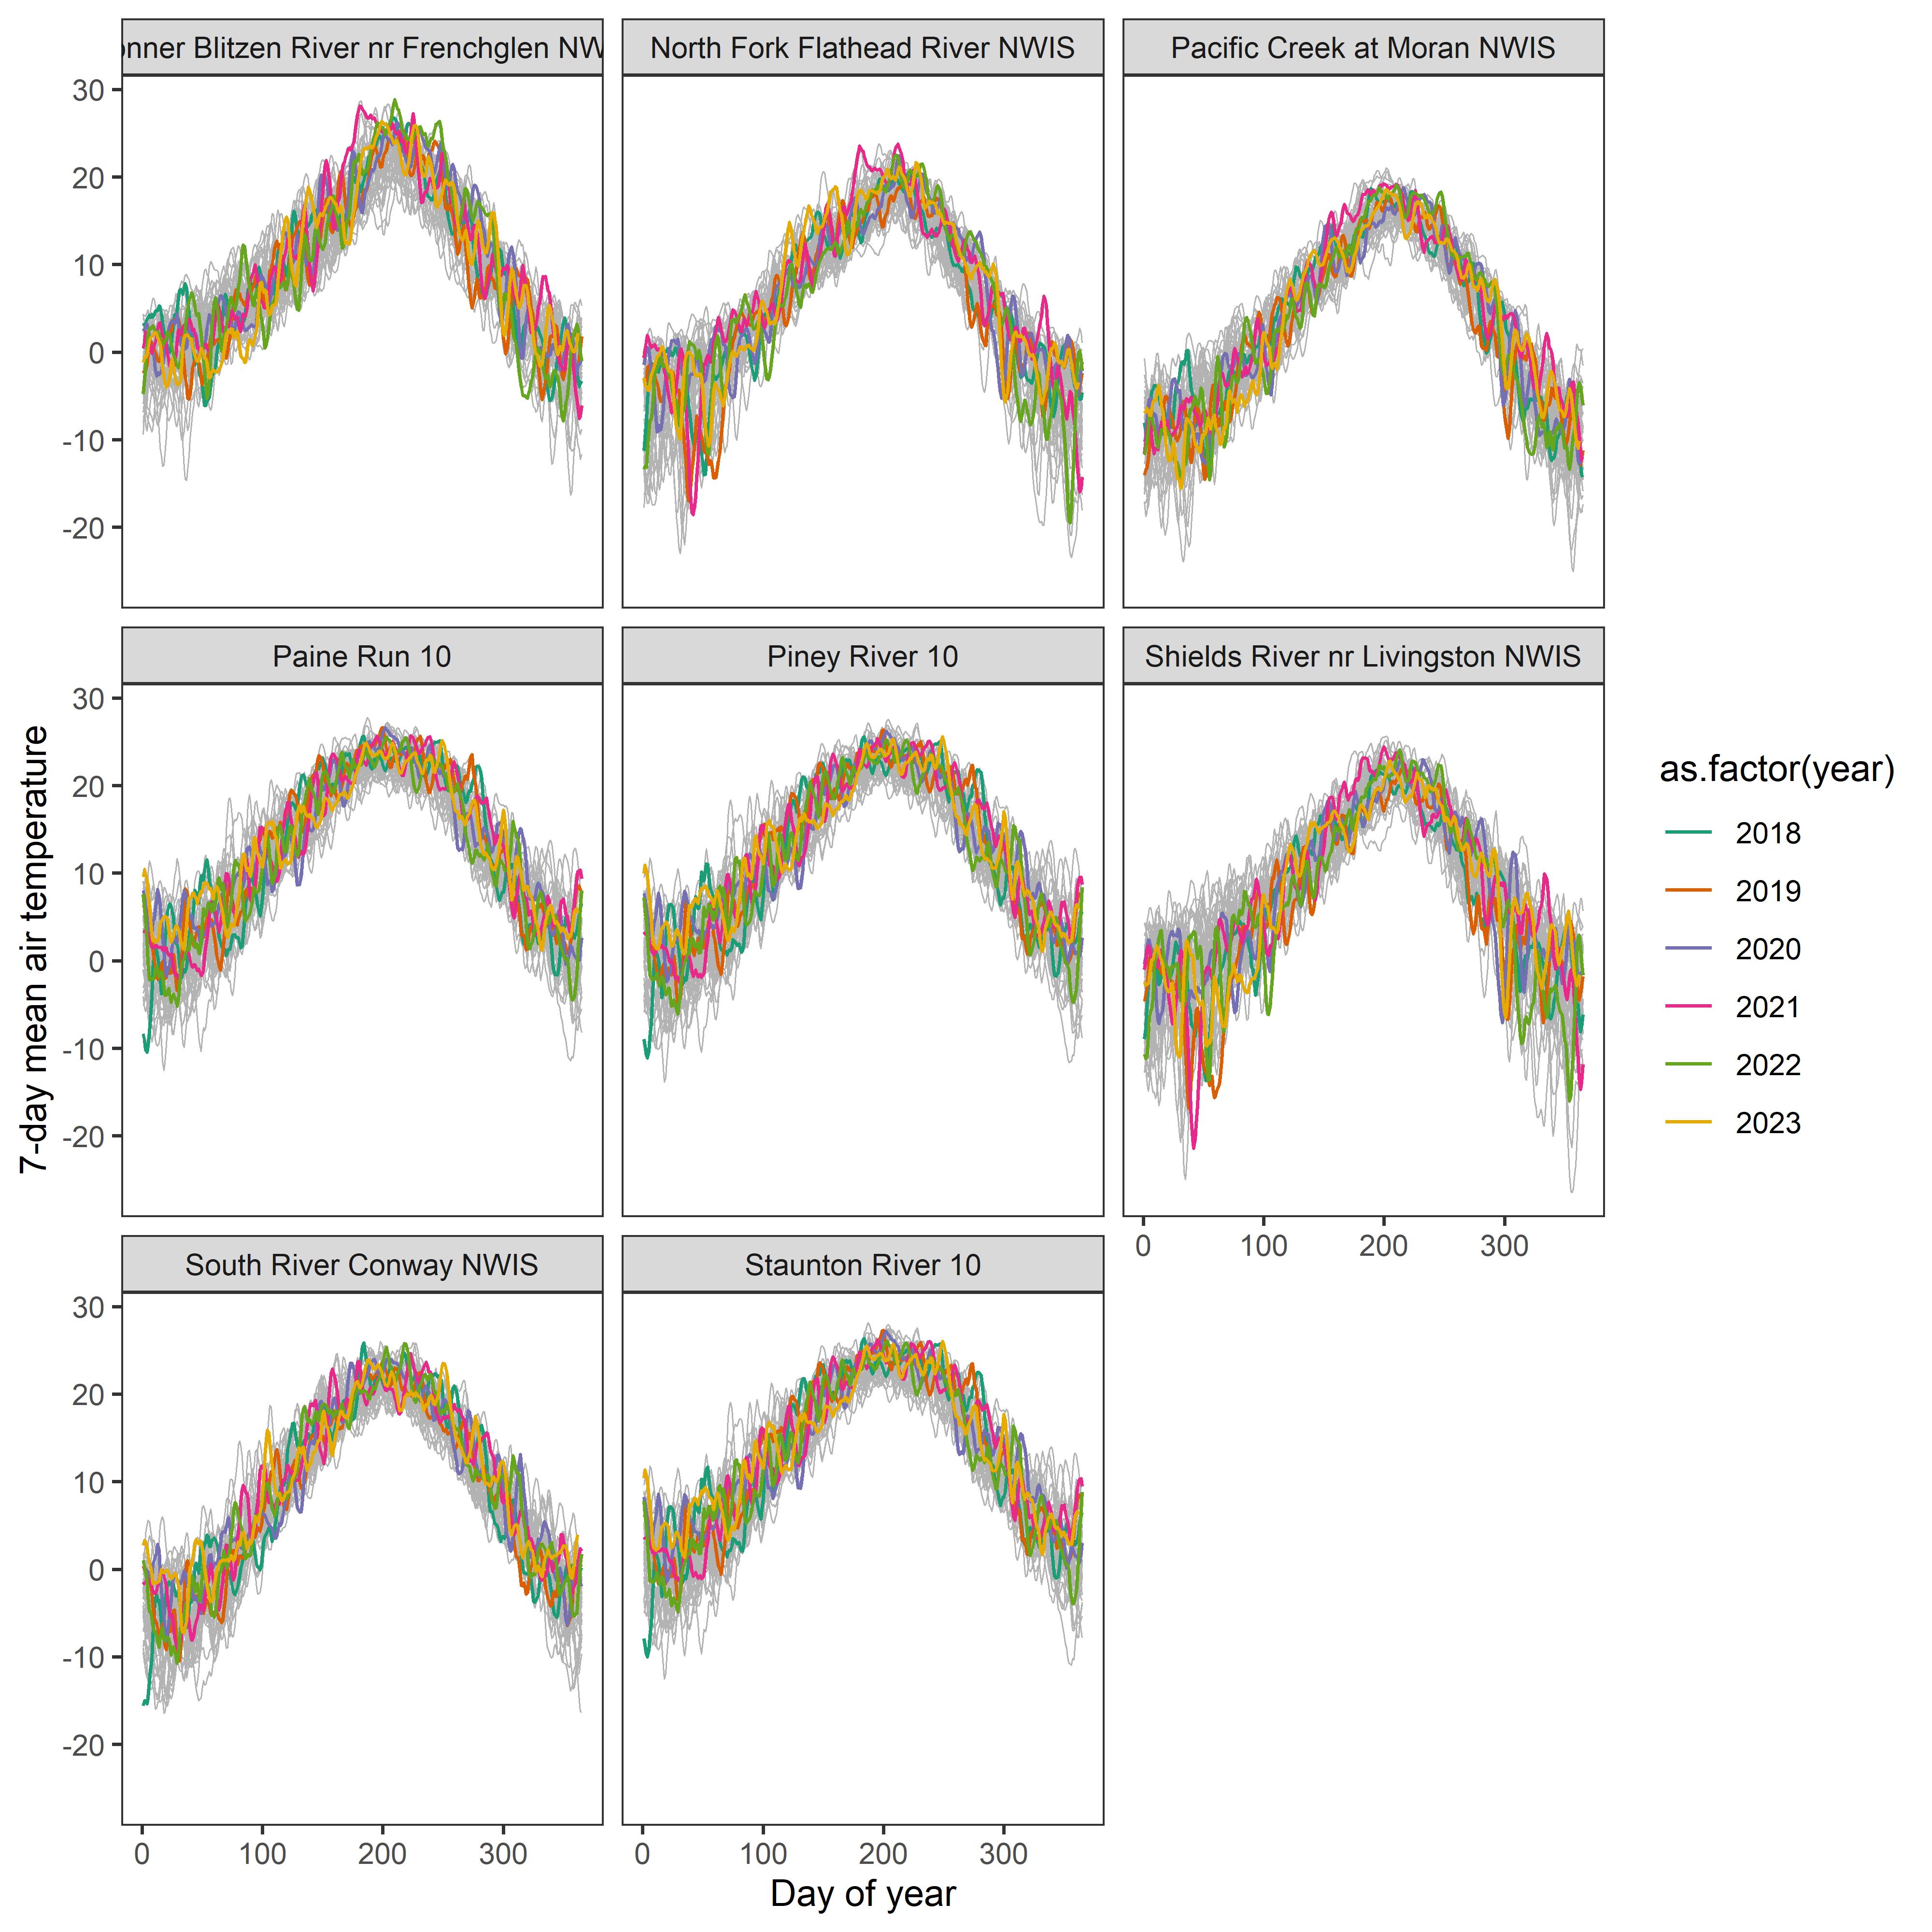 onner Blitzen River nr Frenchglen NW
North Fork Flathead River NWIS
Pacific Creek at Moran NWIS
30
20
10
0
-10
-20
Paine Run 10
Piney River 10
Shields River nr Livingston NWIS
30
20
10
0
-10
-20
0 100 200 300
7-day mean air temperature
South River Conway NWIS
Staunton River 10
30
20
10
0
-10
-20
0 100 200 300
0 100 200 300
Day of year
as.factor(year)
2018
2019
2020
2021
2022
2023